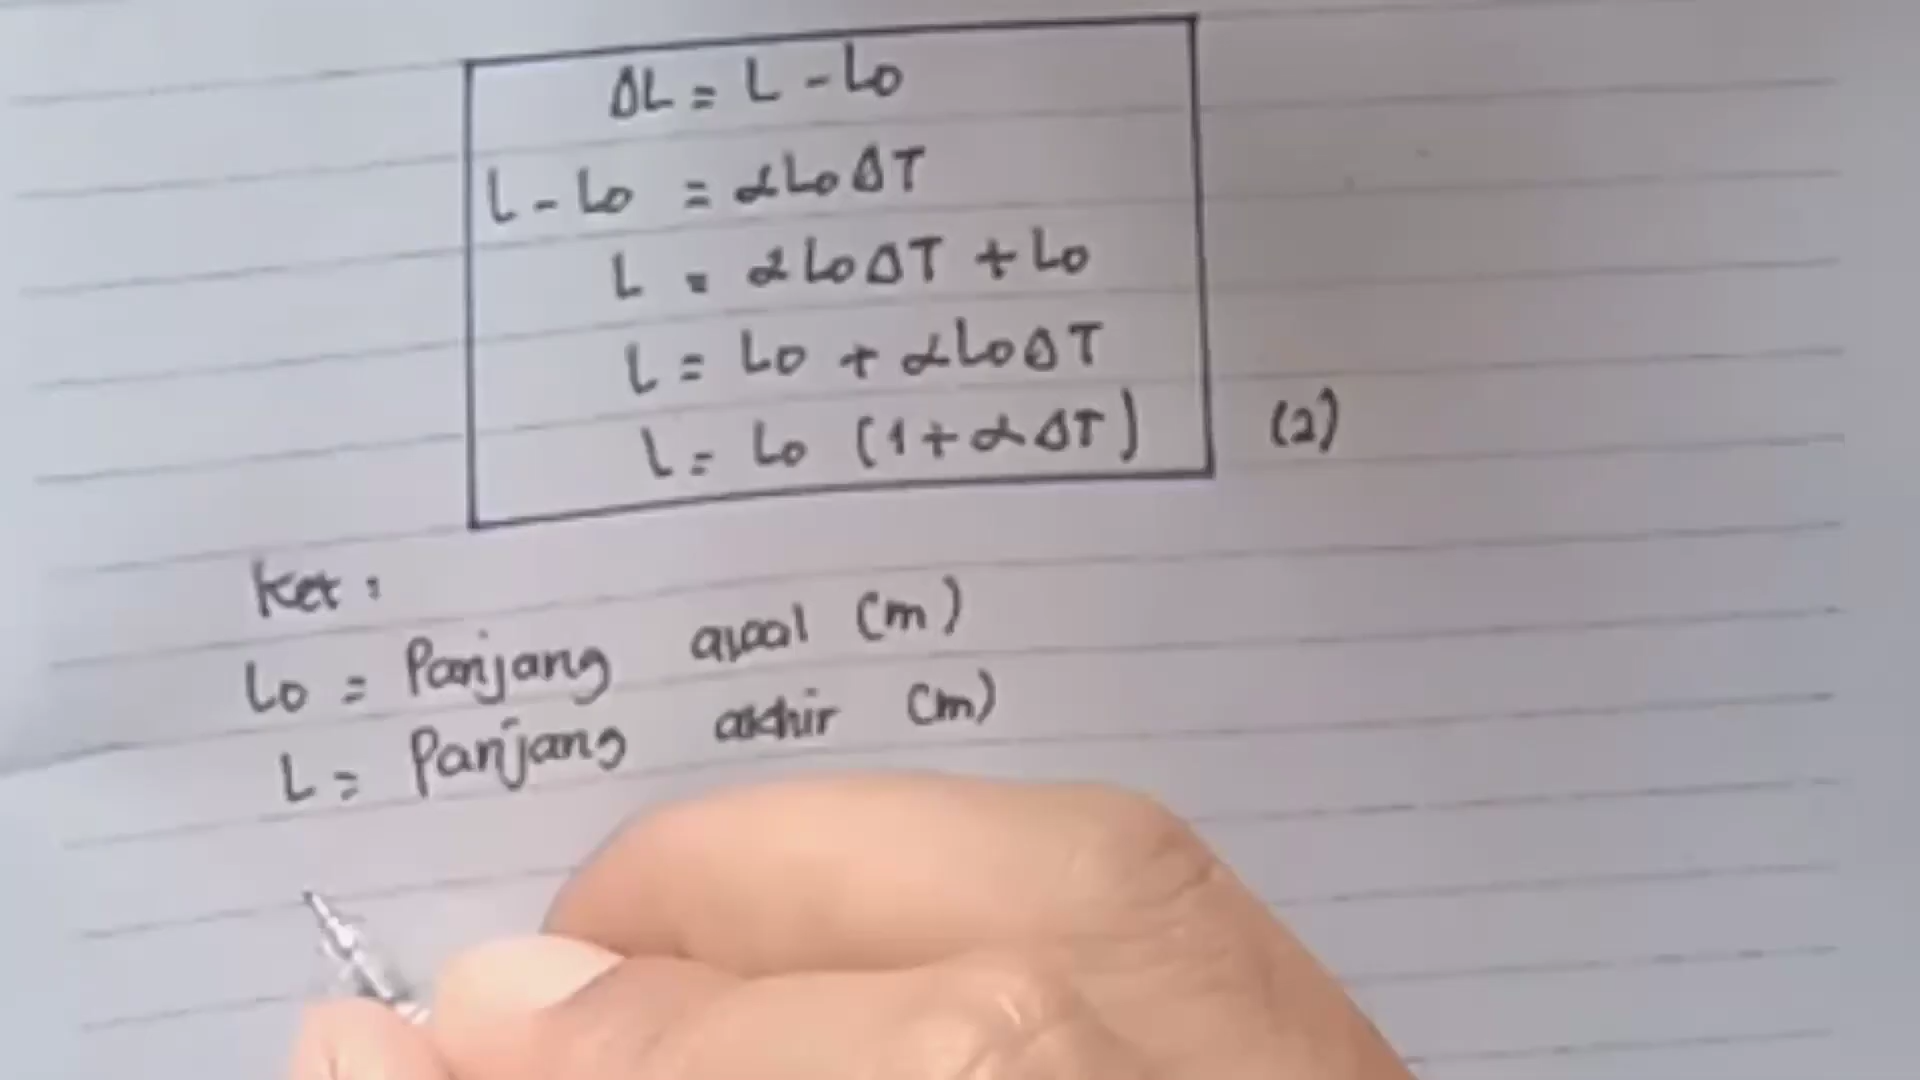 ΔL = L - Lo
L - Lo = αLoΔT
L = αLoΔT + Lo
L = Lo + αLoΔT
L = Lo (1 + αΔT) (2)
Ket :
Lo = Panjang awal (m)
L = Panjang akhir (m)